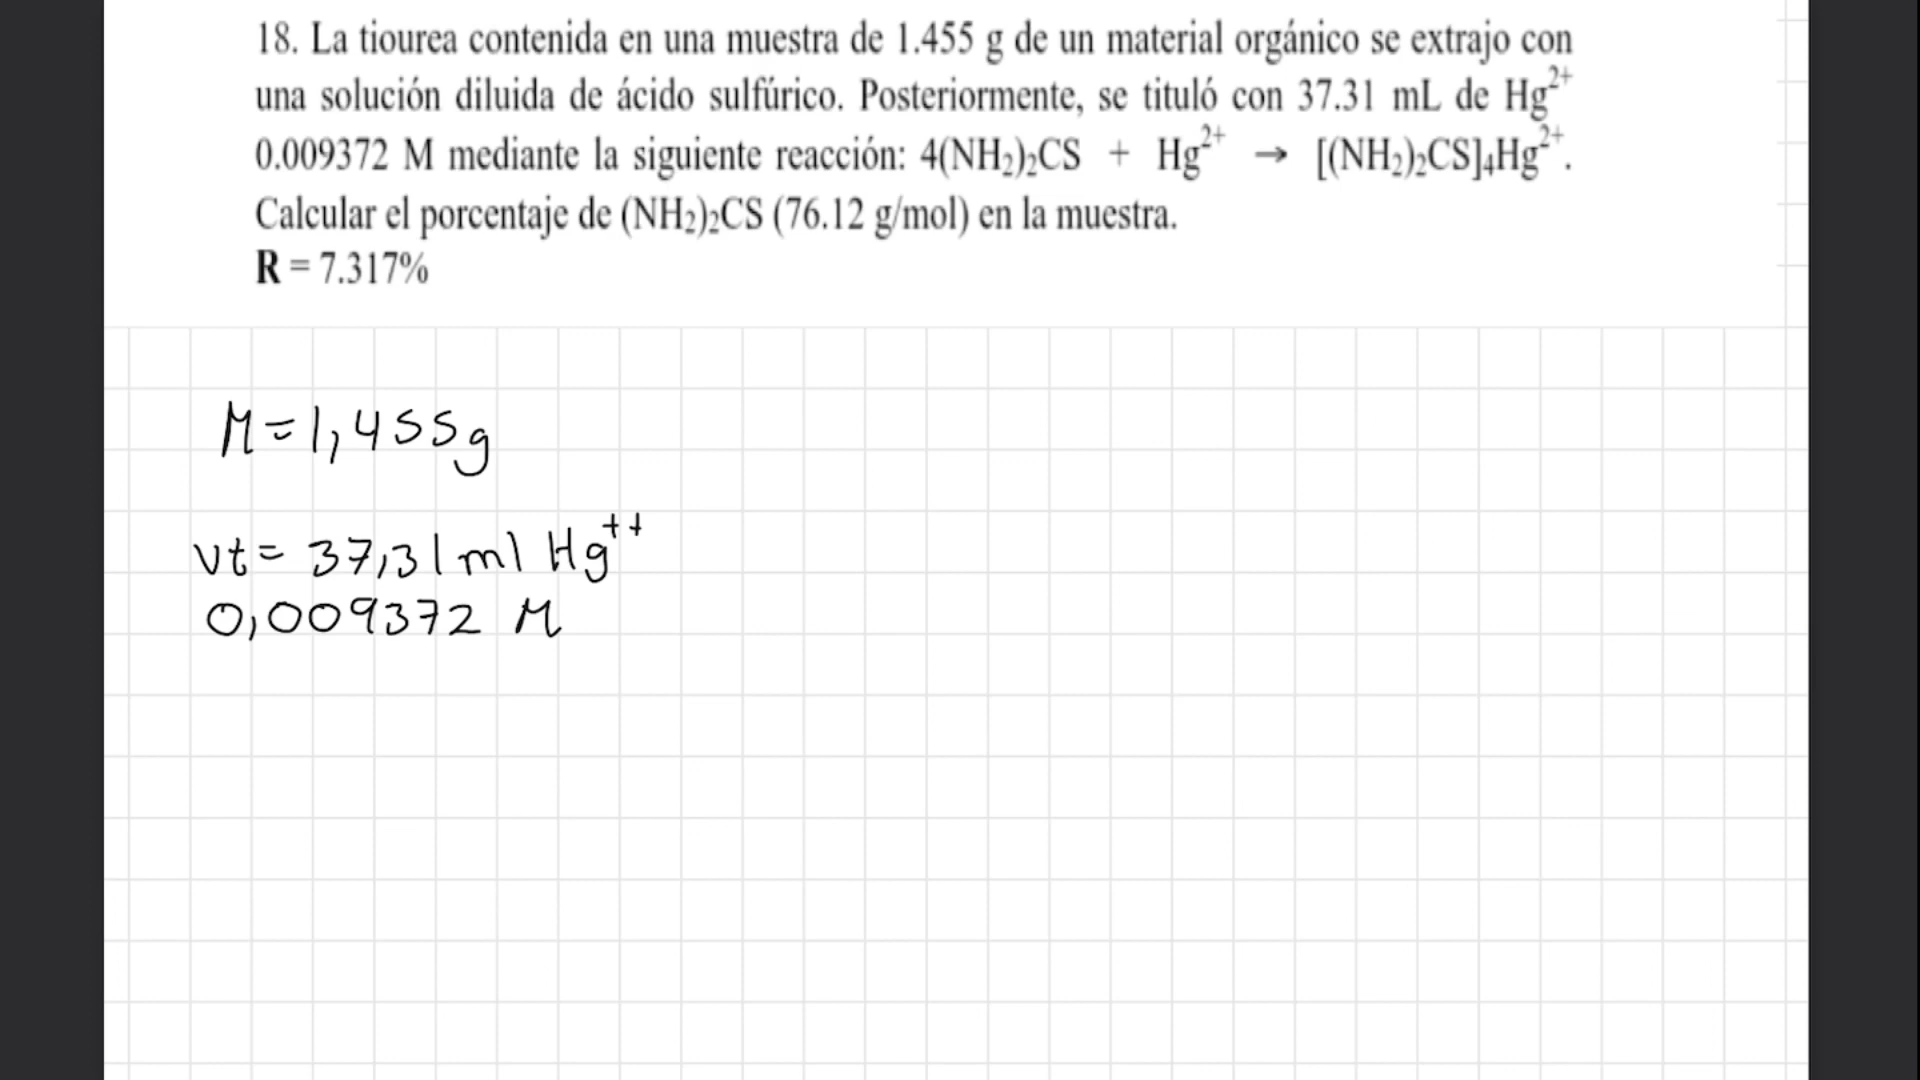 18. La tiourea contenida en una muestra de 1.455 g de un material orgánico se extrajo con
una solución diluida de ácido sulfúrico. Posteriormente, se tituló con 37.31 mL de Hg²⁺
0.009372 M mediante la siguiente reacción: 4(NH₂)₂CS + Hg²⁺ → [(NH₂)₂CS]₄Hg²⁺.
Calcular el porcentaje de (NH₂)₂CS (76.12 g/mol) en la muestra.
R = 7.317%
M=1,455g
vt= 37,31ml Hg⁺⁺
0,009372 M